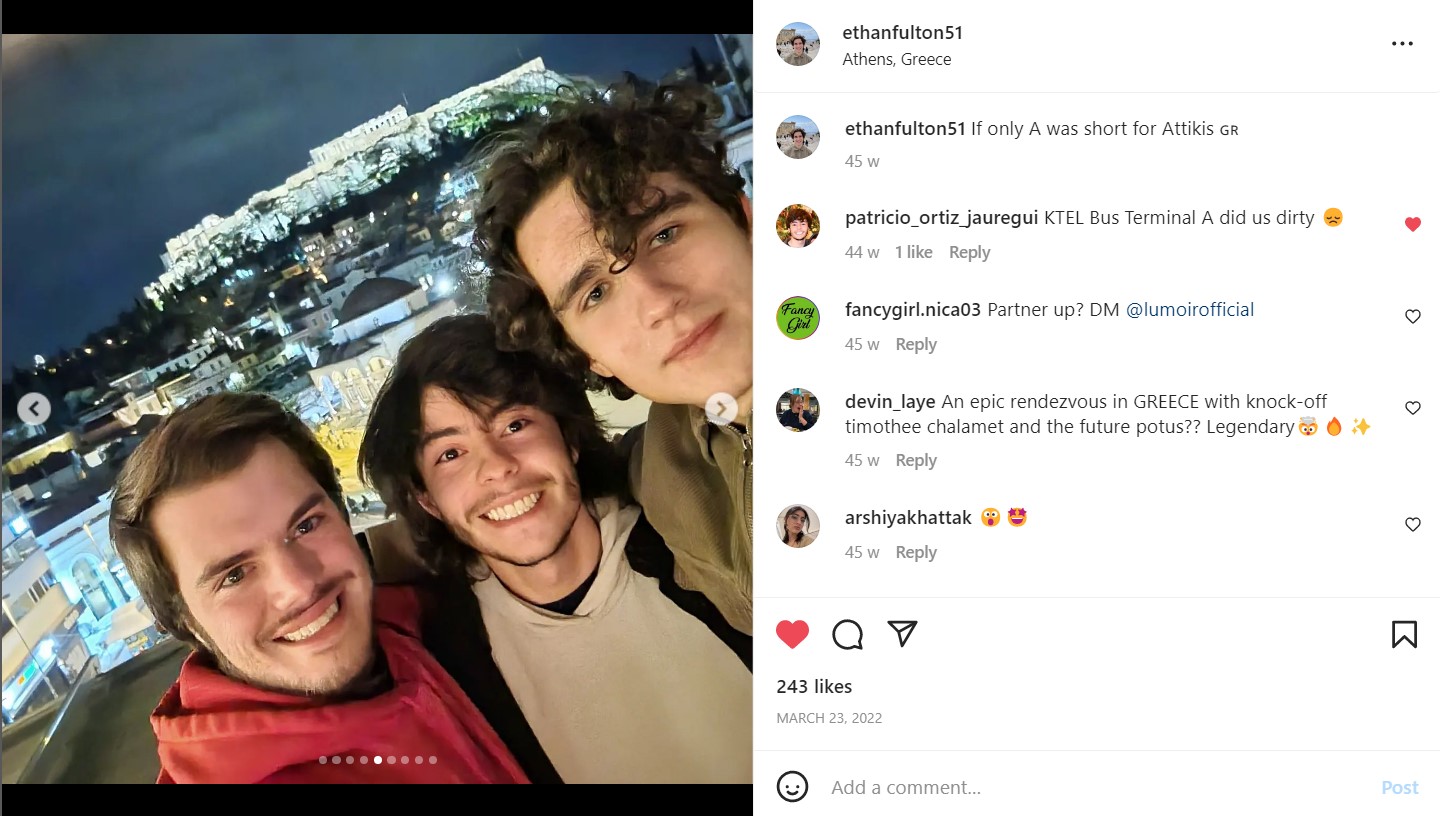 ethanfulton51
Athens, Greece
ethanfulton51 If only A was short for Attikis GR
45 w
patricio_ortiz_jauregui KTEL Bus Terminal A did us dirty 😞
44 w 1 like Reply
Fancy
Girl
fancygirl.nica03 Partner up? DM @lumoirofficial
45 w Reply
devin_laye An epic rendezvous in GREECE with knock-off
timothee chalamet and the future potus?? Legendary🤯 🔥 ✨
45 w Reply
arshiyakhattak 😲 🤩
45 w Reply
243 likes
MARCH 23, 2022
Add a comment...
Post